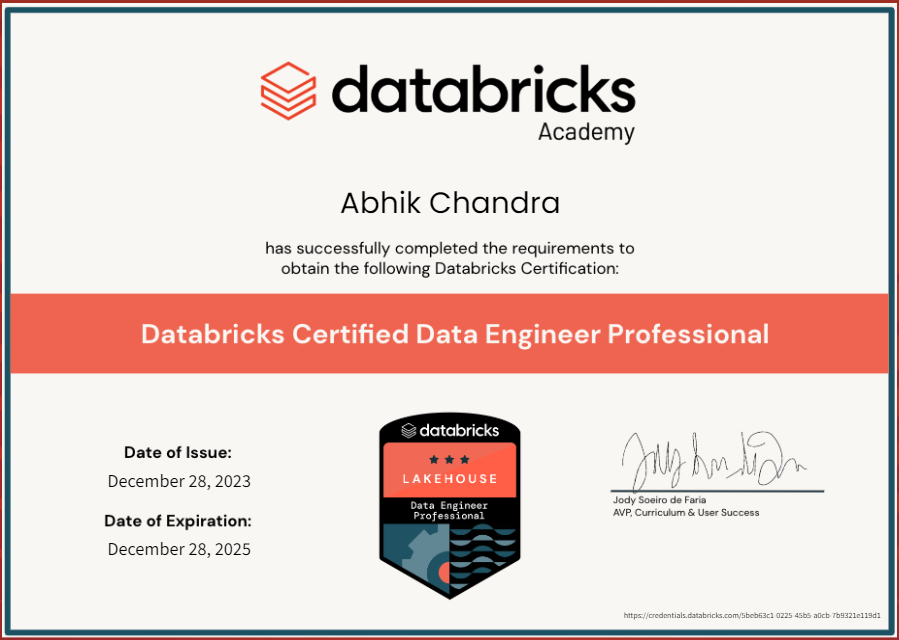 databricks
Academy
Abhik Chandra
has successfully completed the requirements to
obtain the following Databricks Certification:
Databricks Certified Data Engineer Professional
Date of Issue:
December 28, 2023
Date of Expiration:
December 28, 2025
databricks
LAKEHOUSE
Data Engineer
Professional
Jody Soeiro de Faria
AVP, Curriculum & User Success
https://credentials.databricks.com/5beb63c1-0225-45b5-a0cb-7b9321e119d1